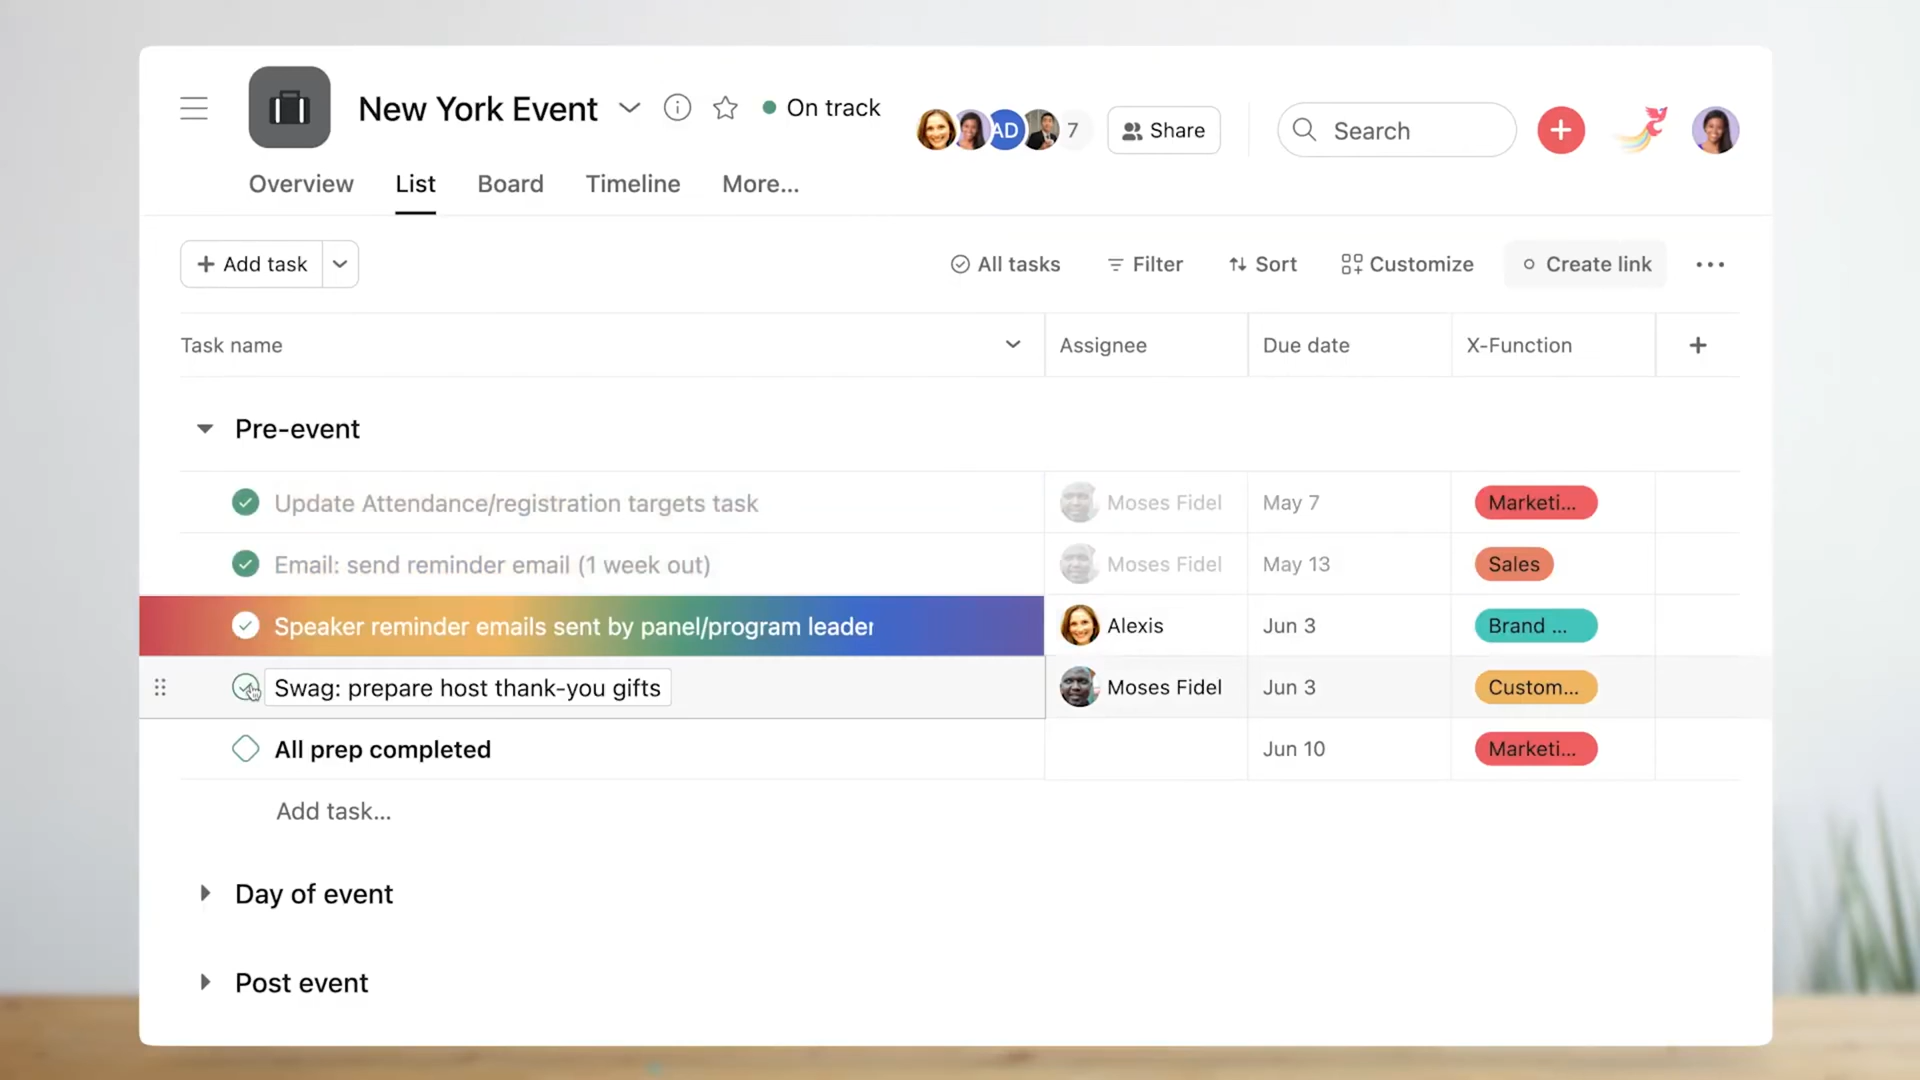 New York Event
On track
AD
7
Share
Search
Overview
List
Board
Timeline
More...
Add task
All tasks
Filter
Sort
Customize
Create link
Task name
Assignee
Due date
X-Function
Pre-event
Update Attendance/registration targets task
Moses Fidel
May 7
Marketi...
Email: send reminder email (1 week out)
Moses Fidel
May 13
Sales
Speaker reminder emails sent by panel/program leader
Alexis
Jun 3
Brand ...
Swag: prepare host thank-you gifts
Moses Fidel
Jun 3
Custom...
All prep completed
Jun 10
Marketi...
Add task...
Day of event
Post event